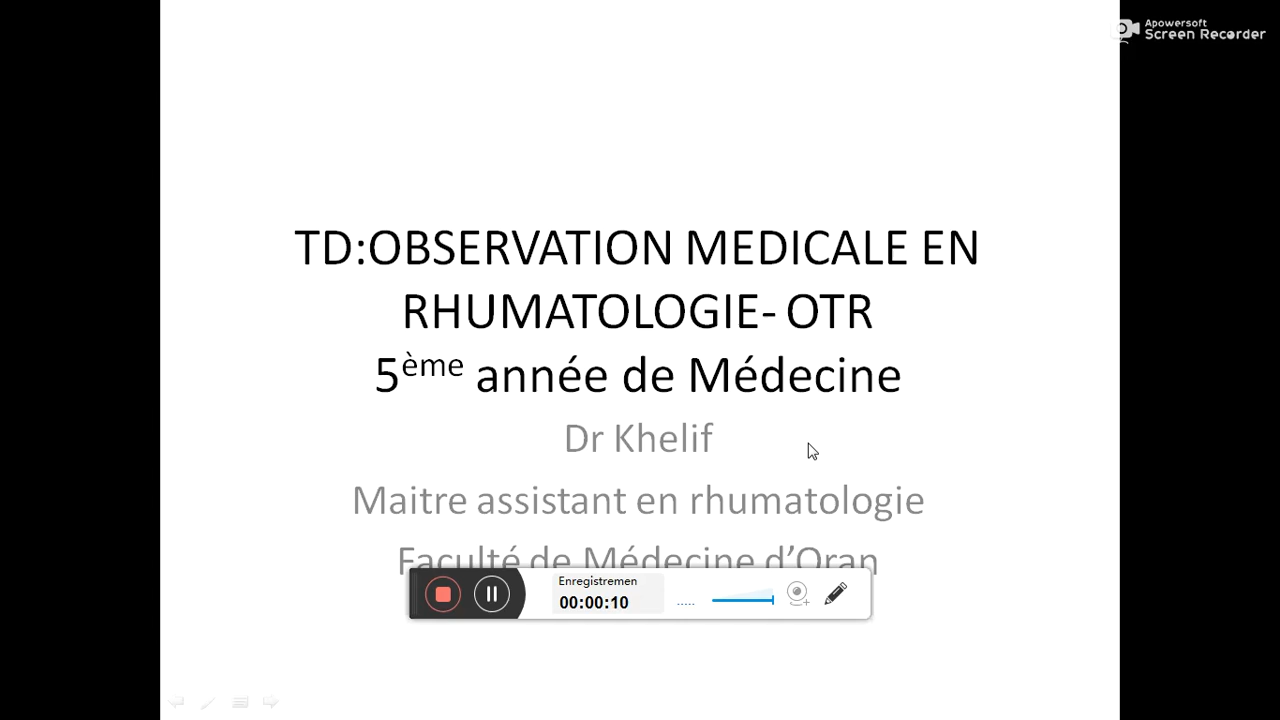 Apowersoft
Screen Recorder
TD:OBSERVATION MEDICALE EN
RHUMATOLOGIE- OTR
5ème année de Médecine
Dr Khelif
Maitre assistant en rhumatologie
Faculté de Médecine d’Oran
Enregistremen
00:00:10